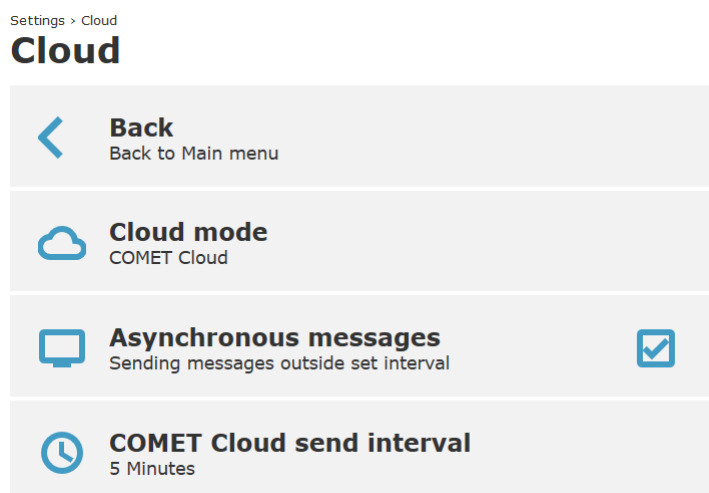 Settings › Cloud
Cloud
Back
Back to Main menu
Cloud mode
COMET Cloud
Asynchronous messages
Sending messages outside set interval
COMET Cloud send interval
5 Minutes